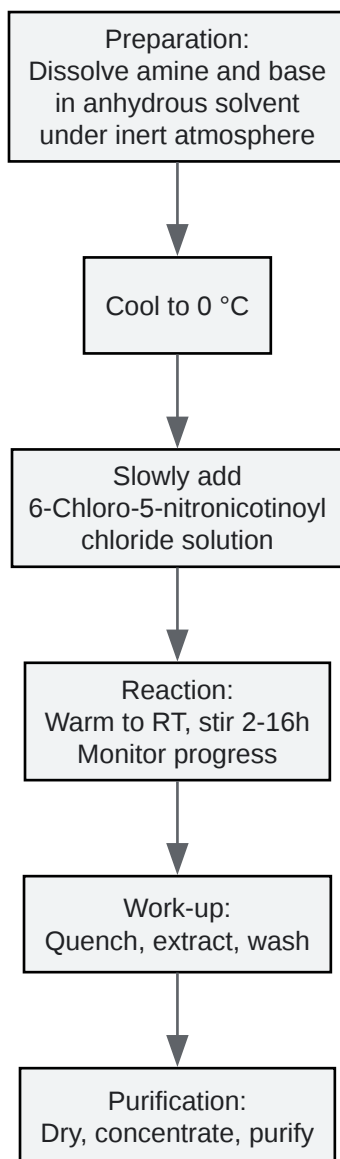 Preparation:
Dissolve amine and base
in anhydrous solvent
under inert atmosphere
Cool to 0 °C
Slowly add
6-Chloro-5-nitronicotinoyl
chloride solution
Reaction:
Warm to RT, stir 2-16h
Monitor progress
Work-up:
Quench, extract, wash
Purification:
Dry, concentrate, purify